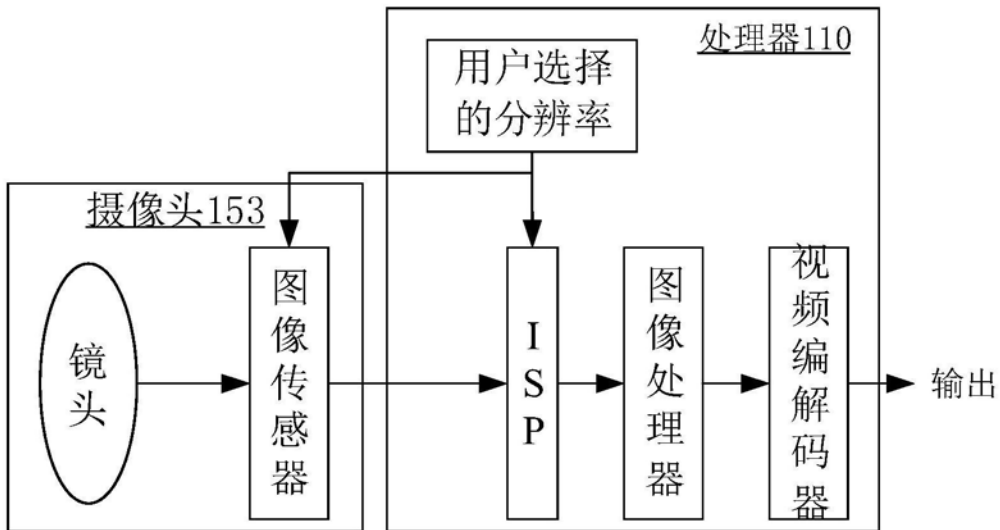 处理器110
用户选择
的分辨率
摄像头153
镜头
图像传感器
ISP
图像处理器
视频编解码器
输出